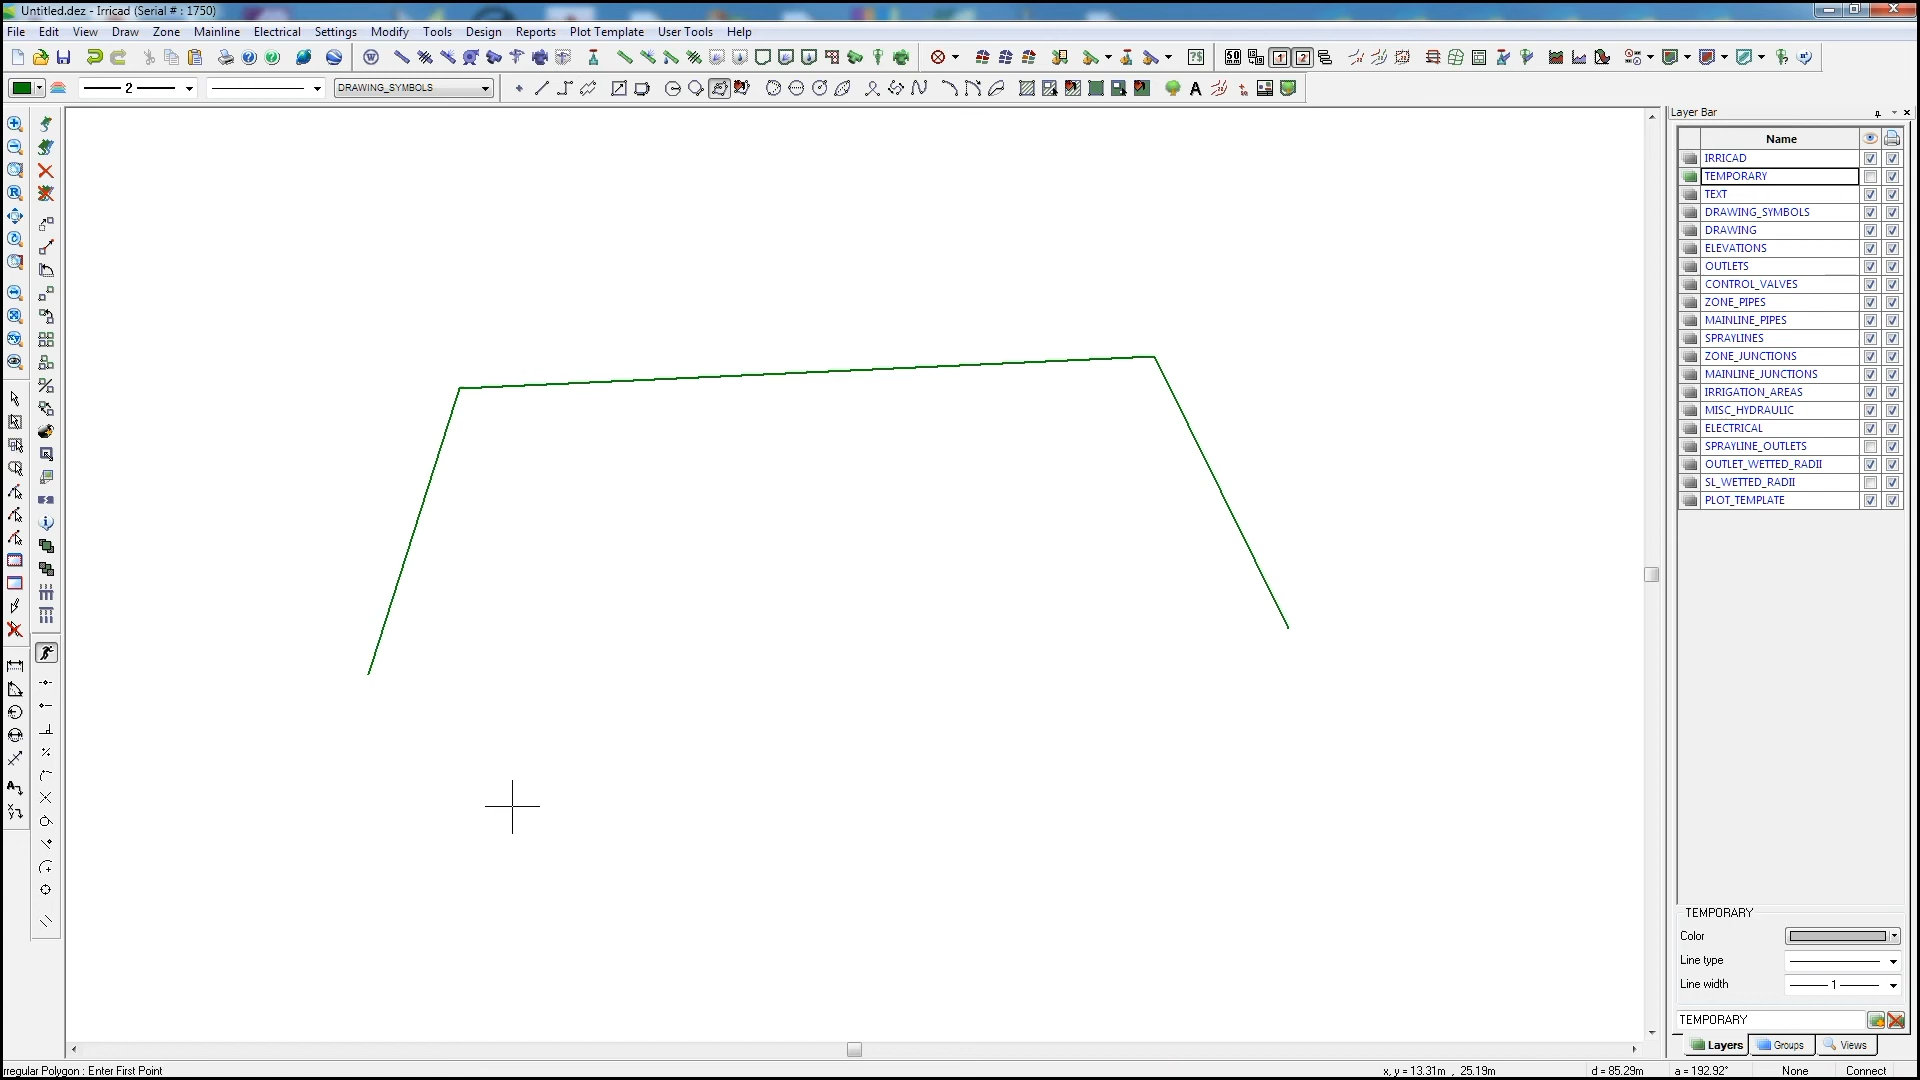 Untitled.dez - Irricad (Serial # : 1750)
File Edit View Draw Zone Mainline Electrical Settings Modify Tools Design Reports Plot Template User Tools Help
2 DRAWING_SYMBOLS
Layer Bar
Name
IRRICAD
TEMPORARY
TEXT
DRAWING_SYMBOLS
DRAWING
ELEVATIONS
OUTLETS
CONTROL_VALVES
ZONE_PIPES
MAINLINE_PIPES
SPRAYLINES
ZONE_JUNCTIONS
MAINLINE_JUNCTIONS
IRRIGATION_AREAS
MISC_HYDRAULIC
ELECTRICAL
SPRAYLINE_OUTLETS
OUTLET_WETTED_RADII
SL_WETTED_RADII
PLOT_TEMPLATE
TEMPORARY
Color
Line type
Line width 1
TEMPORARY
Layers Groups Views
rregular Polygon : Enter First Point x, y = 13.31m , 25.19m d = 85.29m a = 192.92° None Connect